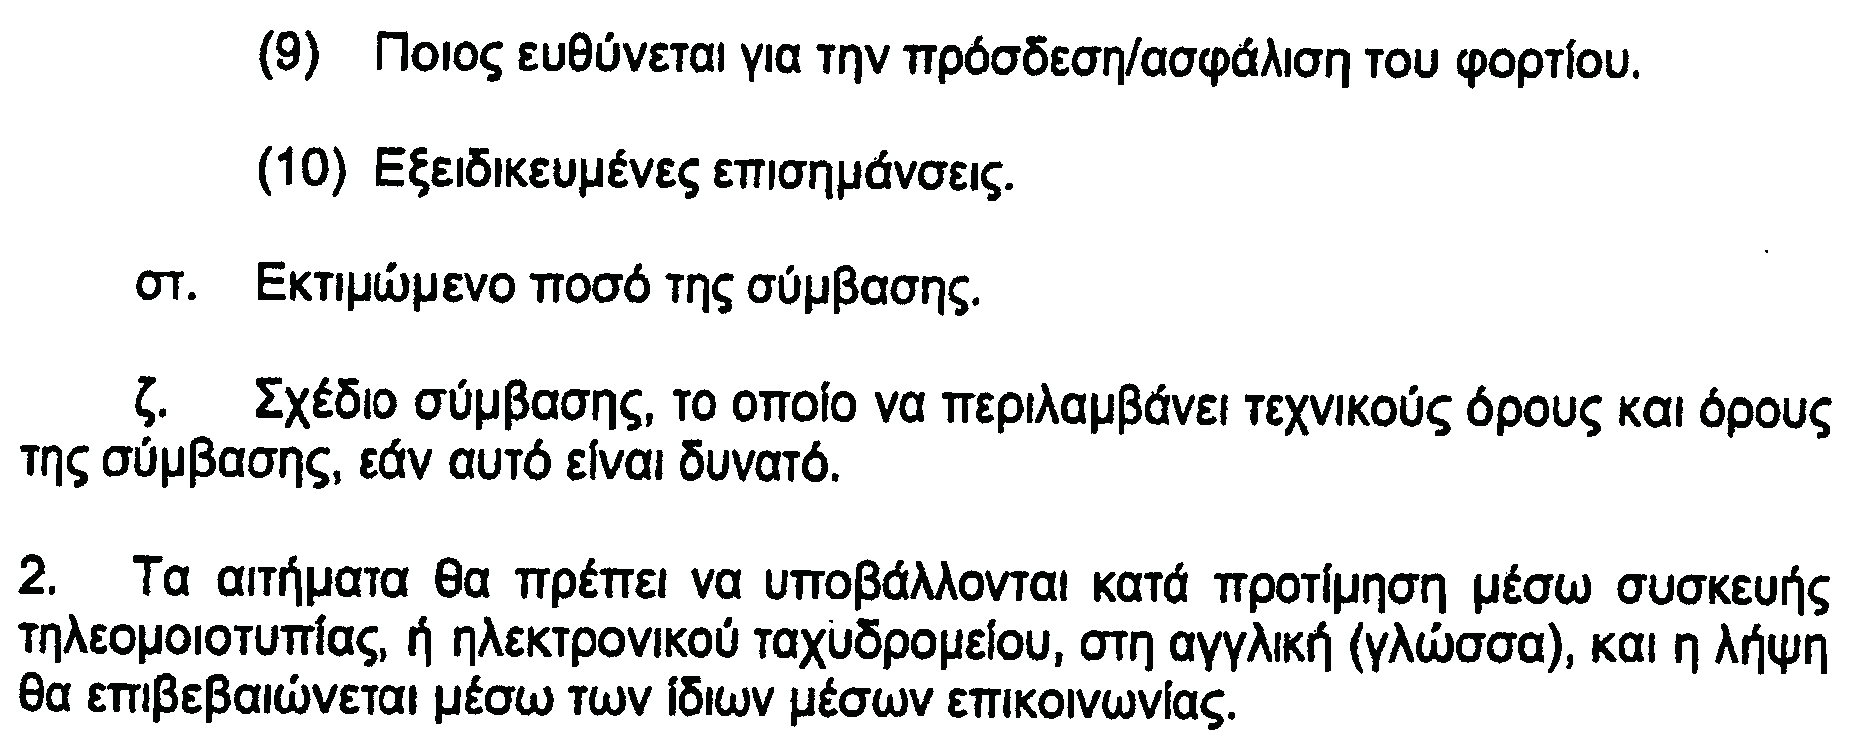 (9) Ποιος ευθύνεται για την πρόσδεση/ασφάλιση του φορτίου.
(10) Εξειδικευμένες επισημάνσεις.
στ. Εκτιμώμενο ποσό της σύμβασης.
ζ. Σχέδιο σύμβασης, το οποίο να περιλαμβάνει τεχνικούς όρους και όρους
της σύμβασης, εάν αυτό είναι δυνατό.
2. Τα αιτήματα θα πρέπει να υποβάλλονται κατά προτίμηση μέσω συσκευής
τηλεομοιοτυπίας, ή ηλεκτρονικού ταχυδρομείου, στη αγγλική (γλώσσα), και η λήψη
θα επιβεβαιώνεται μέσω των ίδιων μέσων επικοινωνίας.